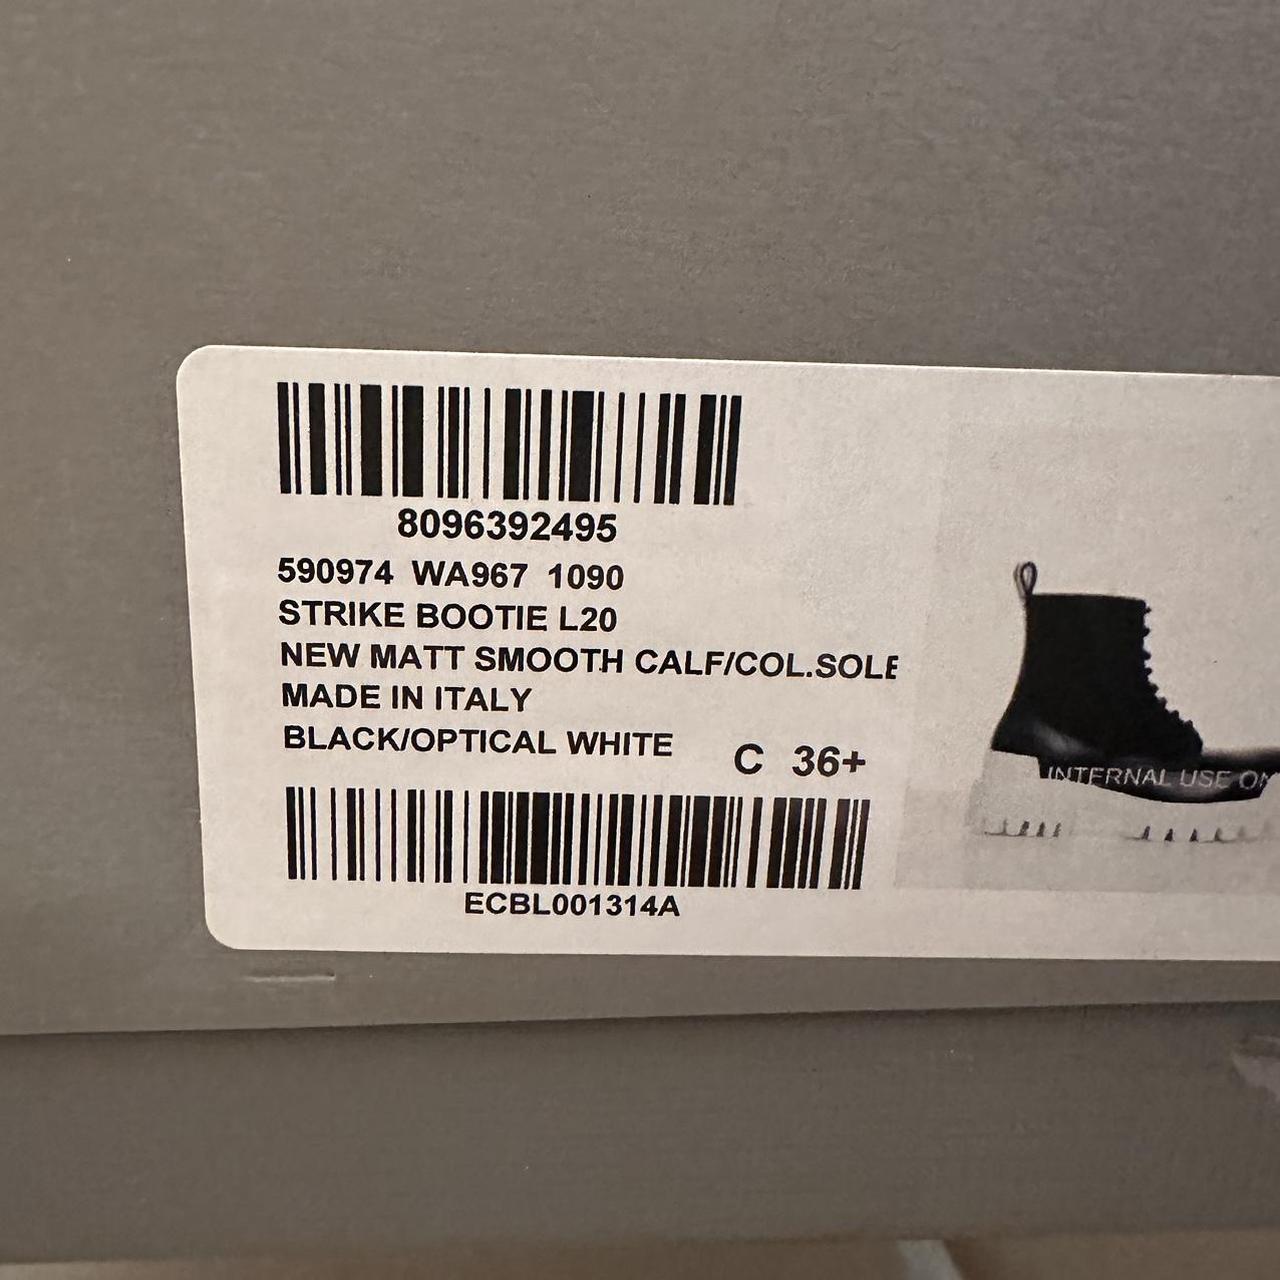 8096392495
590974 WA967 1090
STRIKE BOOTIE L20
NEW MATT SMOOTH CALF/COL.SOLE
MADE IN ITALY
BLACK/OPTICAL WHITE C 36+
INTERNAL USE
ECBL001314A